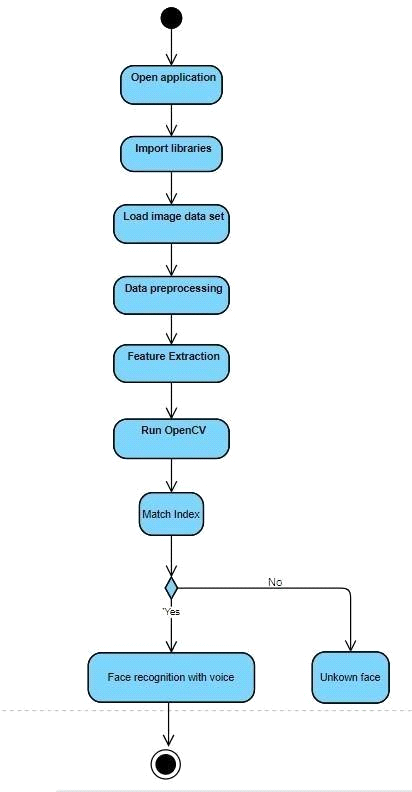 Open application
Import libraries
Load image data set
Data preprocessing
Feature Extraction
Run OpenCV
Match Index
No
'Yes
Face recognition with voice
Unkown face